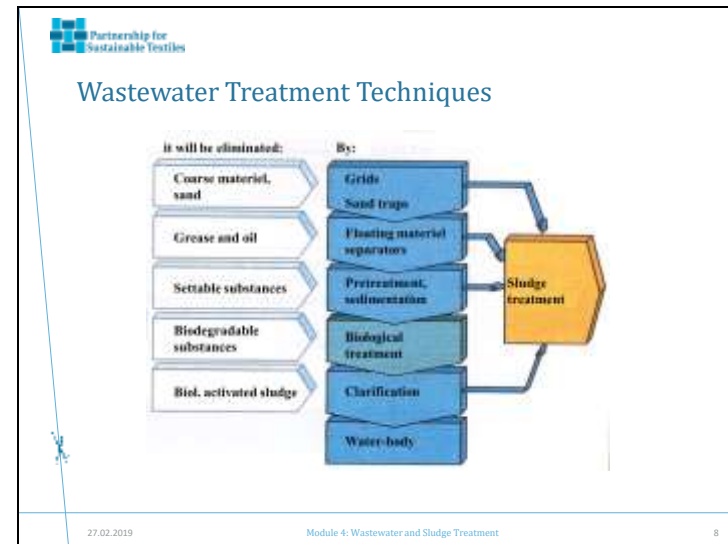 Partnership for
Sustainable Textiles
Wastewater Treatment Techniques
it will be eliminated:
By:
Coarse materiel,
sand
Grids
Sand traps
Grease and oil
Floating materiel
separators
Settable substances
Pretreatment,
sedimentation
Sludge
treatment
Biodegradable
substances
Biological
treatment
Biol. activated sludge
Clarification
Water-body
27.02.2019
Module 4: Wastewater and Sludge Treatment
8